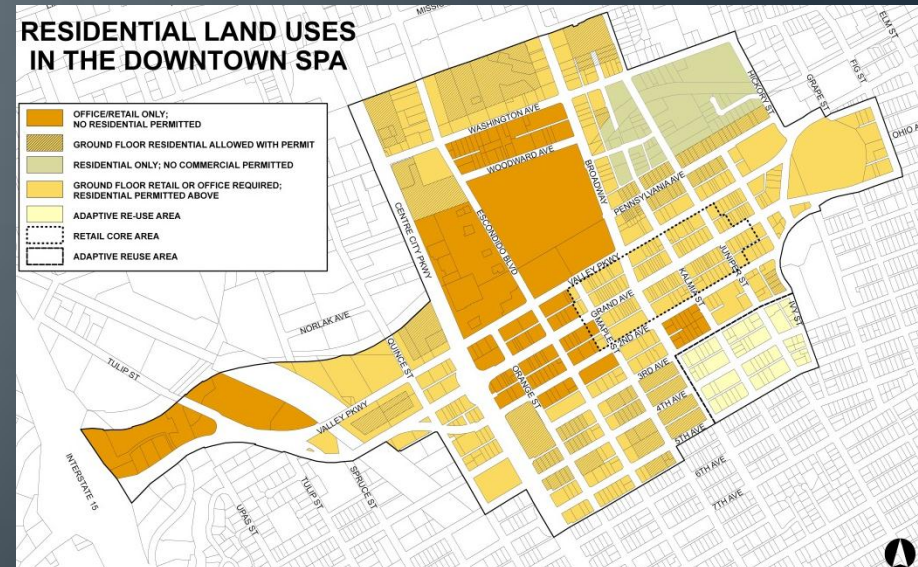 RESIDENTIAL LAND USES
IN THE DOWNTOWN SPA
OFFICE/RETAIL ONLY;
NO RESIDENTIAL PERMITTED
GROUND FLOOR RESIDENTIAL ALLOWED WITH PERMIT
RESIDENTIAL ONLY; NO COMMERCIAL PERMITTED
GROUND FLOOR RETAIL OR OFFICE REQUIRED;
RESIDENTIAL PERMITTED ABOVE
ADAPTIVE RE-USE AREA
RETAIL CORE AREA
ADAPTIVE REUSE AREA
ELM ST
FIG ST
GRAPE ST
HICKORY ST
WASHINGTON AVE
WOODWARD AVE
BROADWAY
PENNSYLVANIA AVE
CENTRE CITY PKWY
ESCONDIDO BLVD
VALLEY PKWY
GRAND AVE
KALMIA ST
JUNIPER ST
IVY ST
MAPLE ST
2ND AVE
3RD AVE
4TH AVE
5TH AVE
6TH AVE
7TH AVE
NORLAK AVE
QUINCE ST
ORANGE ST
TULIP ST
VALLEY PKWY
INTERSTATE 15
SPRUCE ST
TULIP ST
UPAS ST